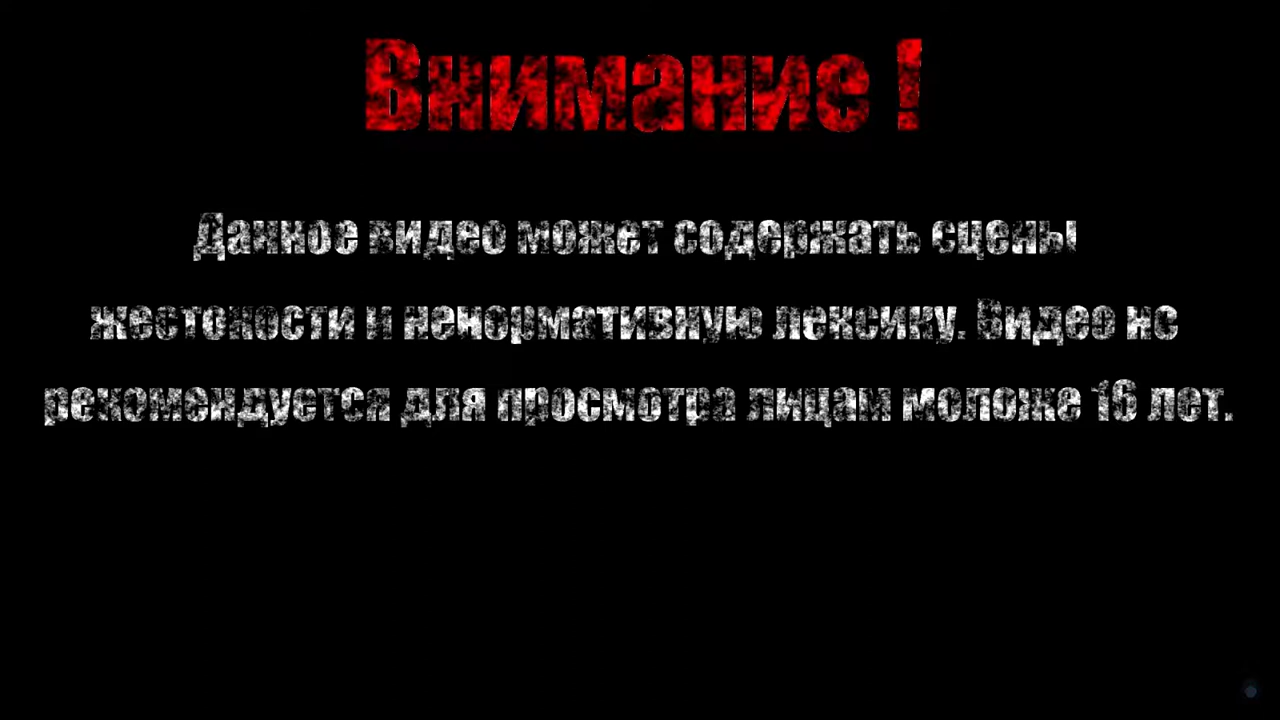 Внимание !
Данное видео может содержать сцены
жестокости и ненормативную лексику. Видео не
рекомендуется для просмотра лицам моложе 16 лет.